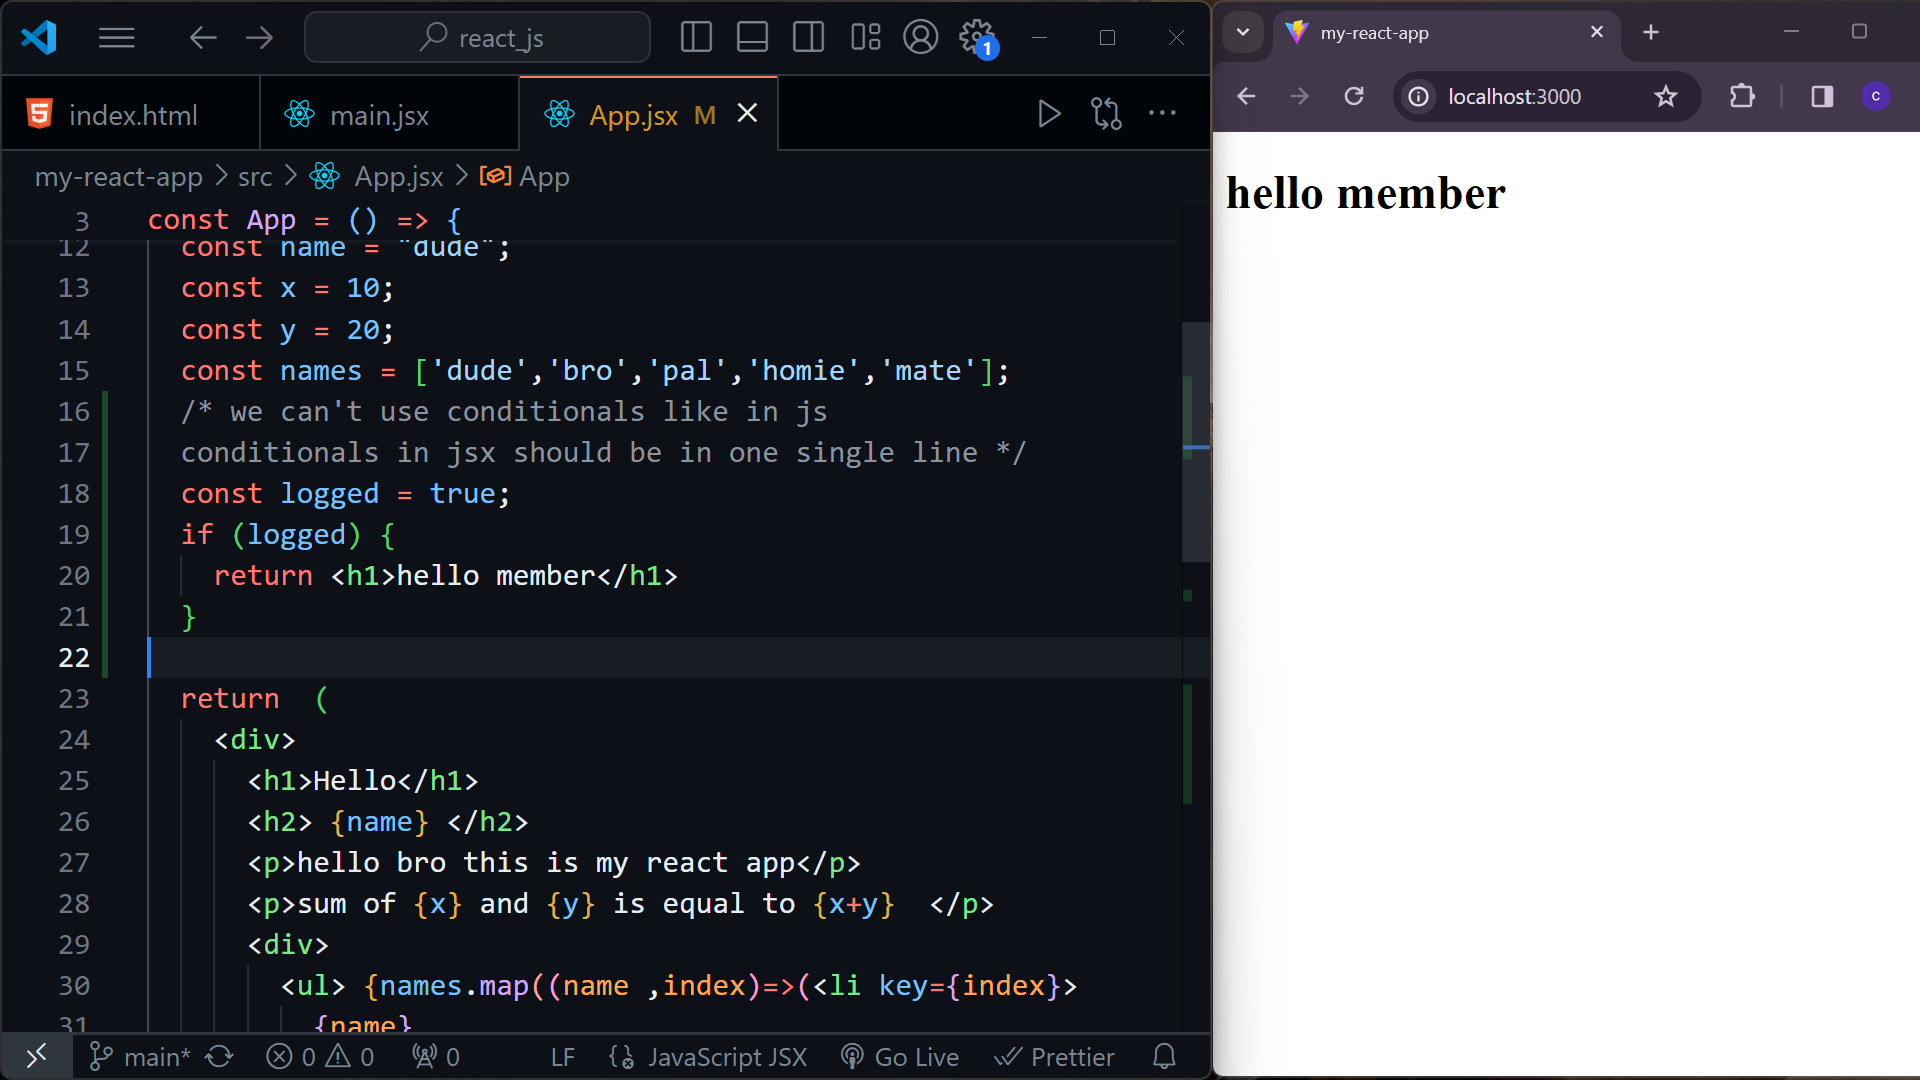 react_js
1
index.html
main.jsx
App.jsx M
my-react-app > src > App.jsx > App
3 const App = () => {
12 const name = "dude";
13 const x = 10;
14 const y = 20;
15 const names = ['dude','bro','pal','homie','mate'];
16 /* we can't use conditionals like in js
17 conditionals in jsx should be in one single line */
18 const logged = true;
19 if (logged) {
20 return <h1>hello member</h1>
21 }
22
23 return  (
24 <div>
25 <h1>Hello</h1>
26 <h2> {name} </h2>
27 <p>hello bro this is my react app</p>
28 <p>sum of {x} and {y} is equal to {x+y}  </p>
29 <div>
30 <ul> {names.map((name ,index)=>(<li key={index}>
31 {name}
main* 0 0 0 LF JavaScript JSX Go Live Prettier
my-react-app
localhost:3000
C
hello member